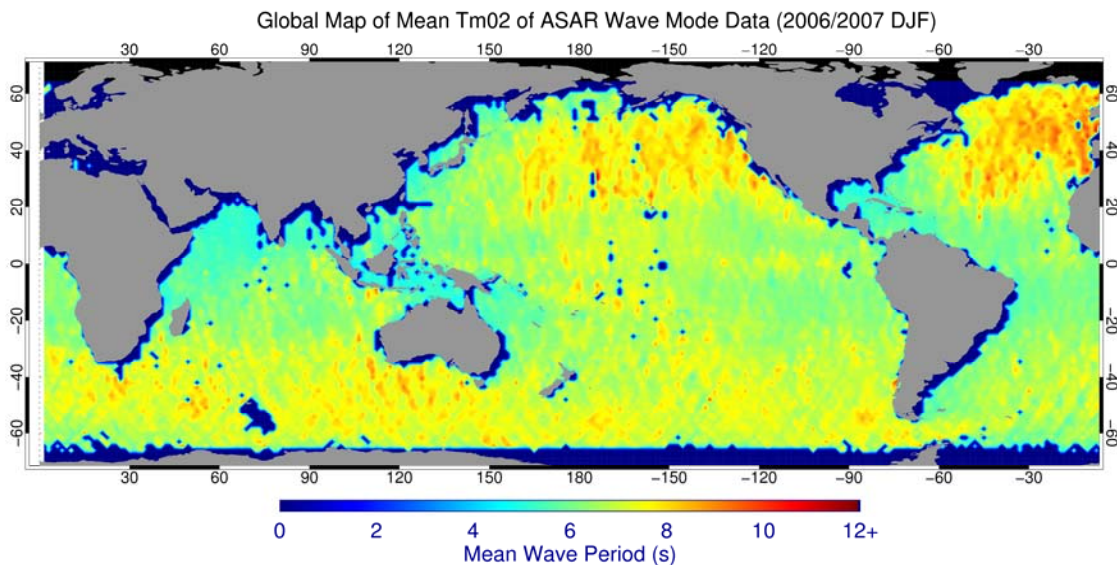 Global Map of Mean Tm02 of ASAR Wave Mode Data (2006/2007 DJF)
30 60 90 120 150 180 −150 −120 −90 −60 −30
60 60
40 40
20 20
0 0
−20 −20
−40 −40
−60 −60
30 60 90 120 150 180 −150 −120 −90 −60 −30
0 2 4 6 8 10 12+
Mean Wave Period (s)